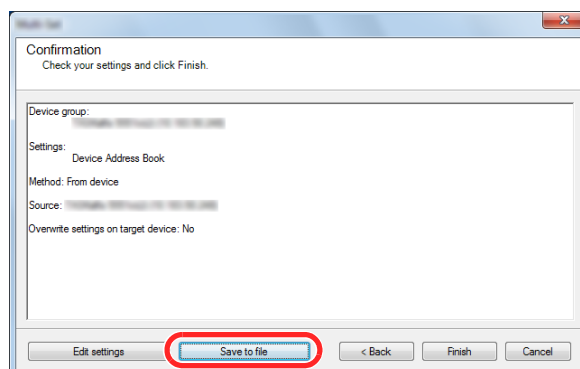 Confirmation
Check your settings and click Finish.
Device group:
Settings:
Device Address Book
Method: From device
Source:
Overwrite settings on target device: No
Edit settings
Save to file
< Back
Finish
Cancel